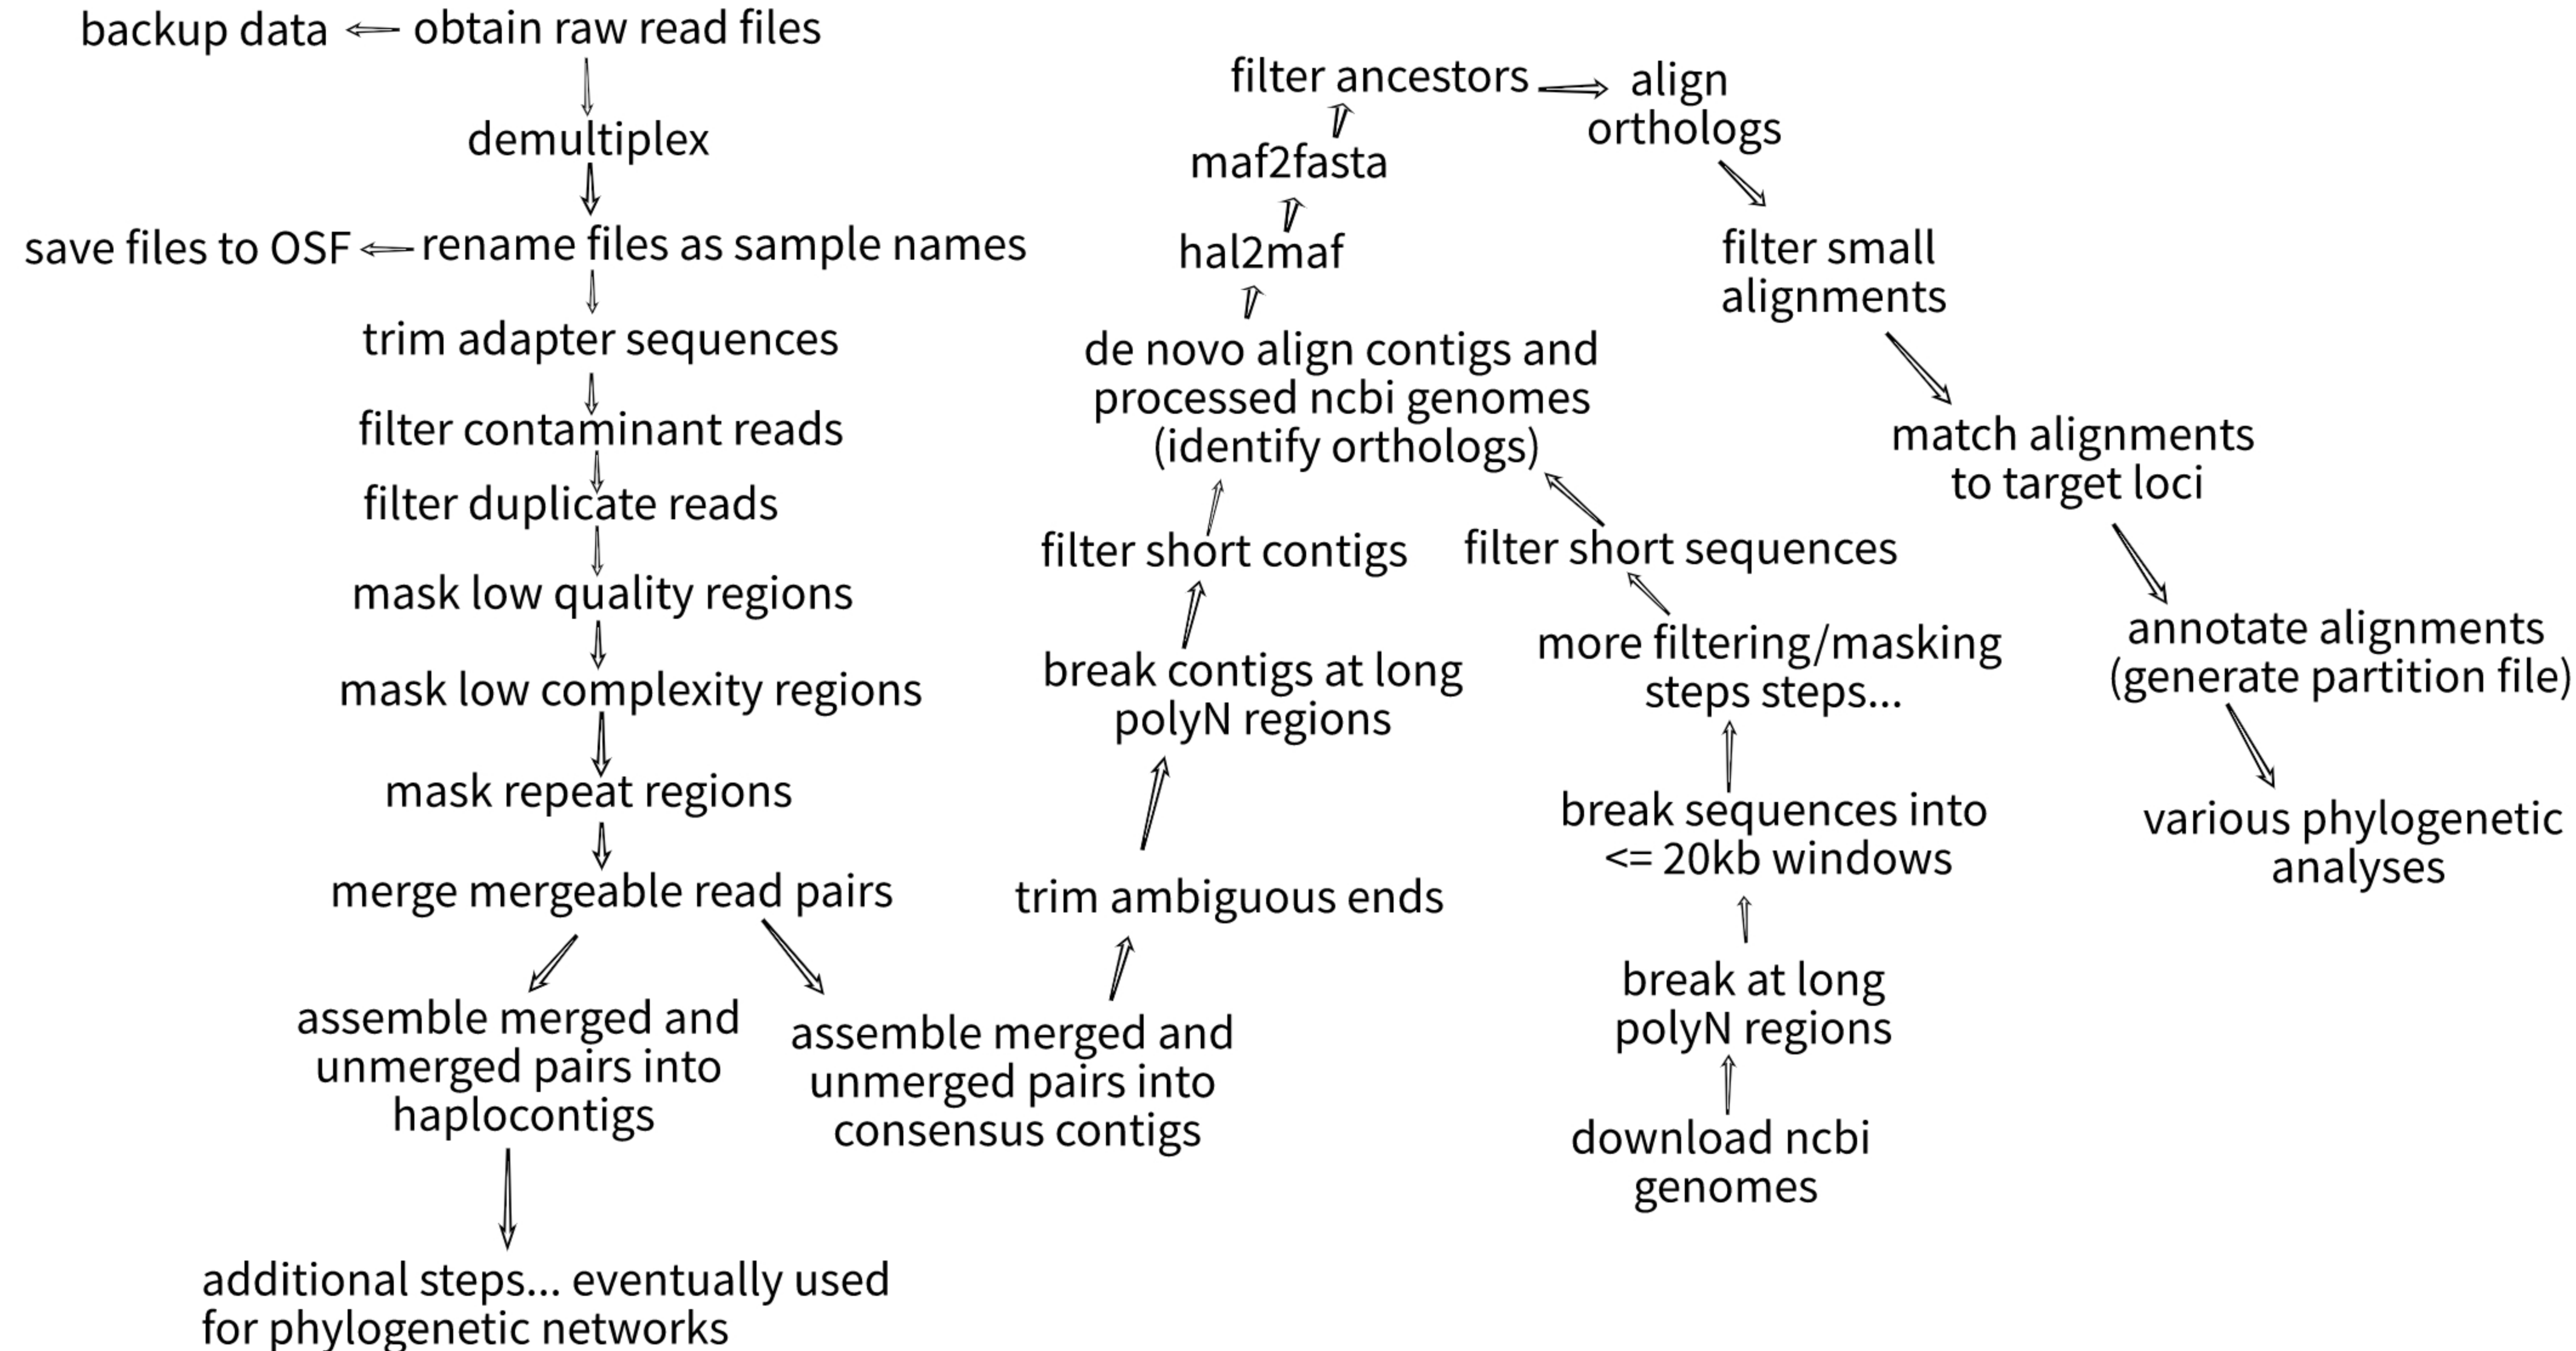 backup data
obtain raw read files
demultiplex
save files to OSF
rename files as sample names
trim adapter sequences
filter contaminant reads
filter duplicate reads
mask low quality regions
mask low complexity regions
mask repeat regions
merge mergeable read pairs
assemble merged and
unmerged pairs into
haplocontigs
additional steps... eventually used
for phylogenetic networks
assemble merged and
unmerged pairs into
consensus contigs
trim ambiguous ends
break contigs at long
polyN regions
filter short contigs
download ncbi
genomes
break at long
polyN regions
break sequences into
<= 20kb windows
more filtering/masking
steps steps...
filter short sequences
de novo align contigs and
processed ncbi genomes
(identify orthologs)
hal2maf
maf2fasta
filter ancestors
align
orthologs
filter small
alignments
match alignments
to target loci
annotate alignments
(generate partition file)
various phylogenetic
analyses